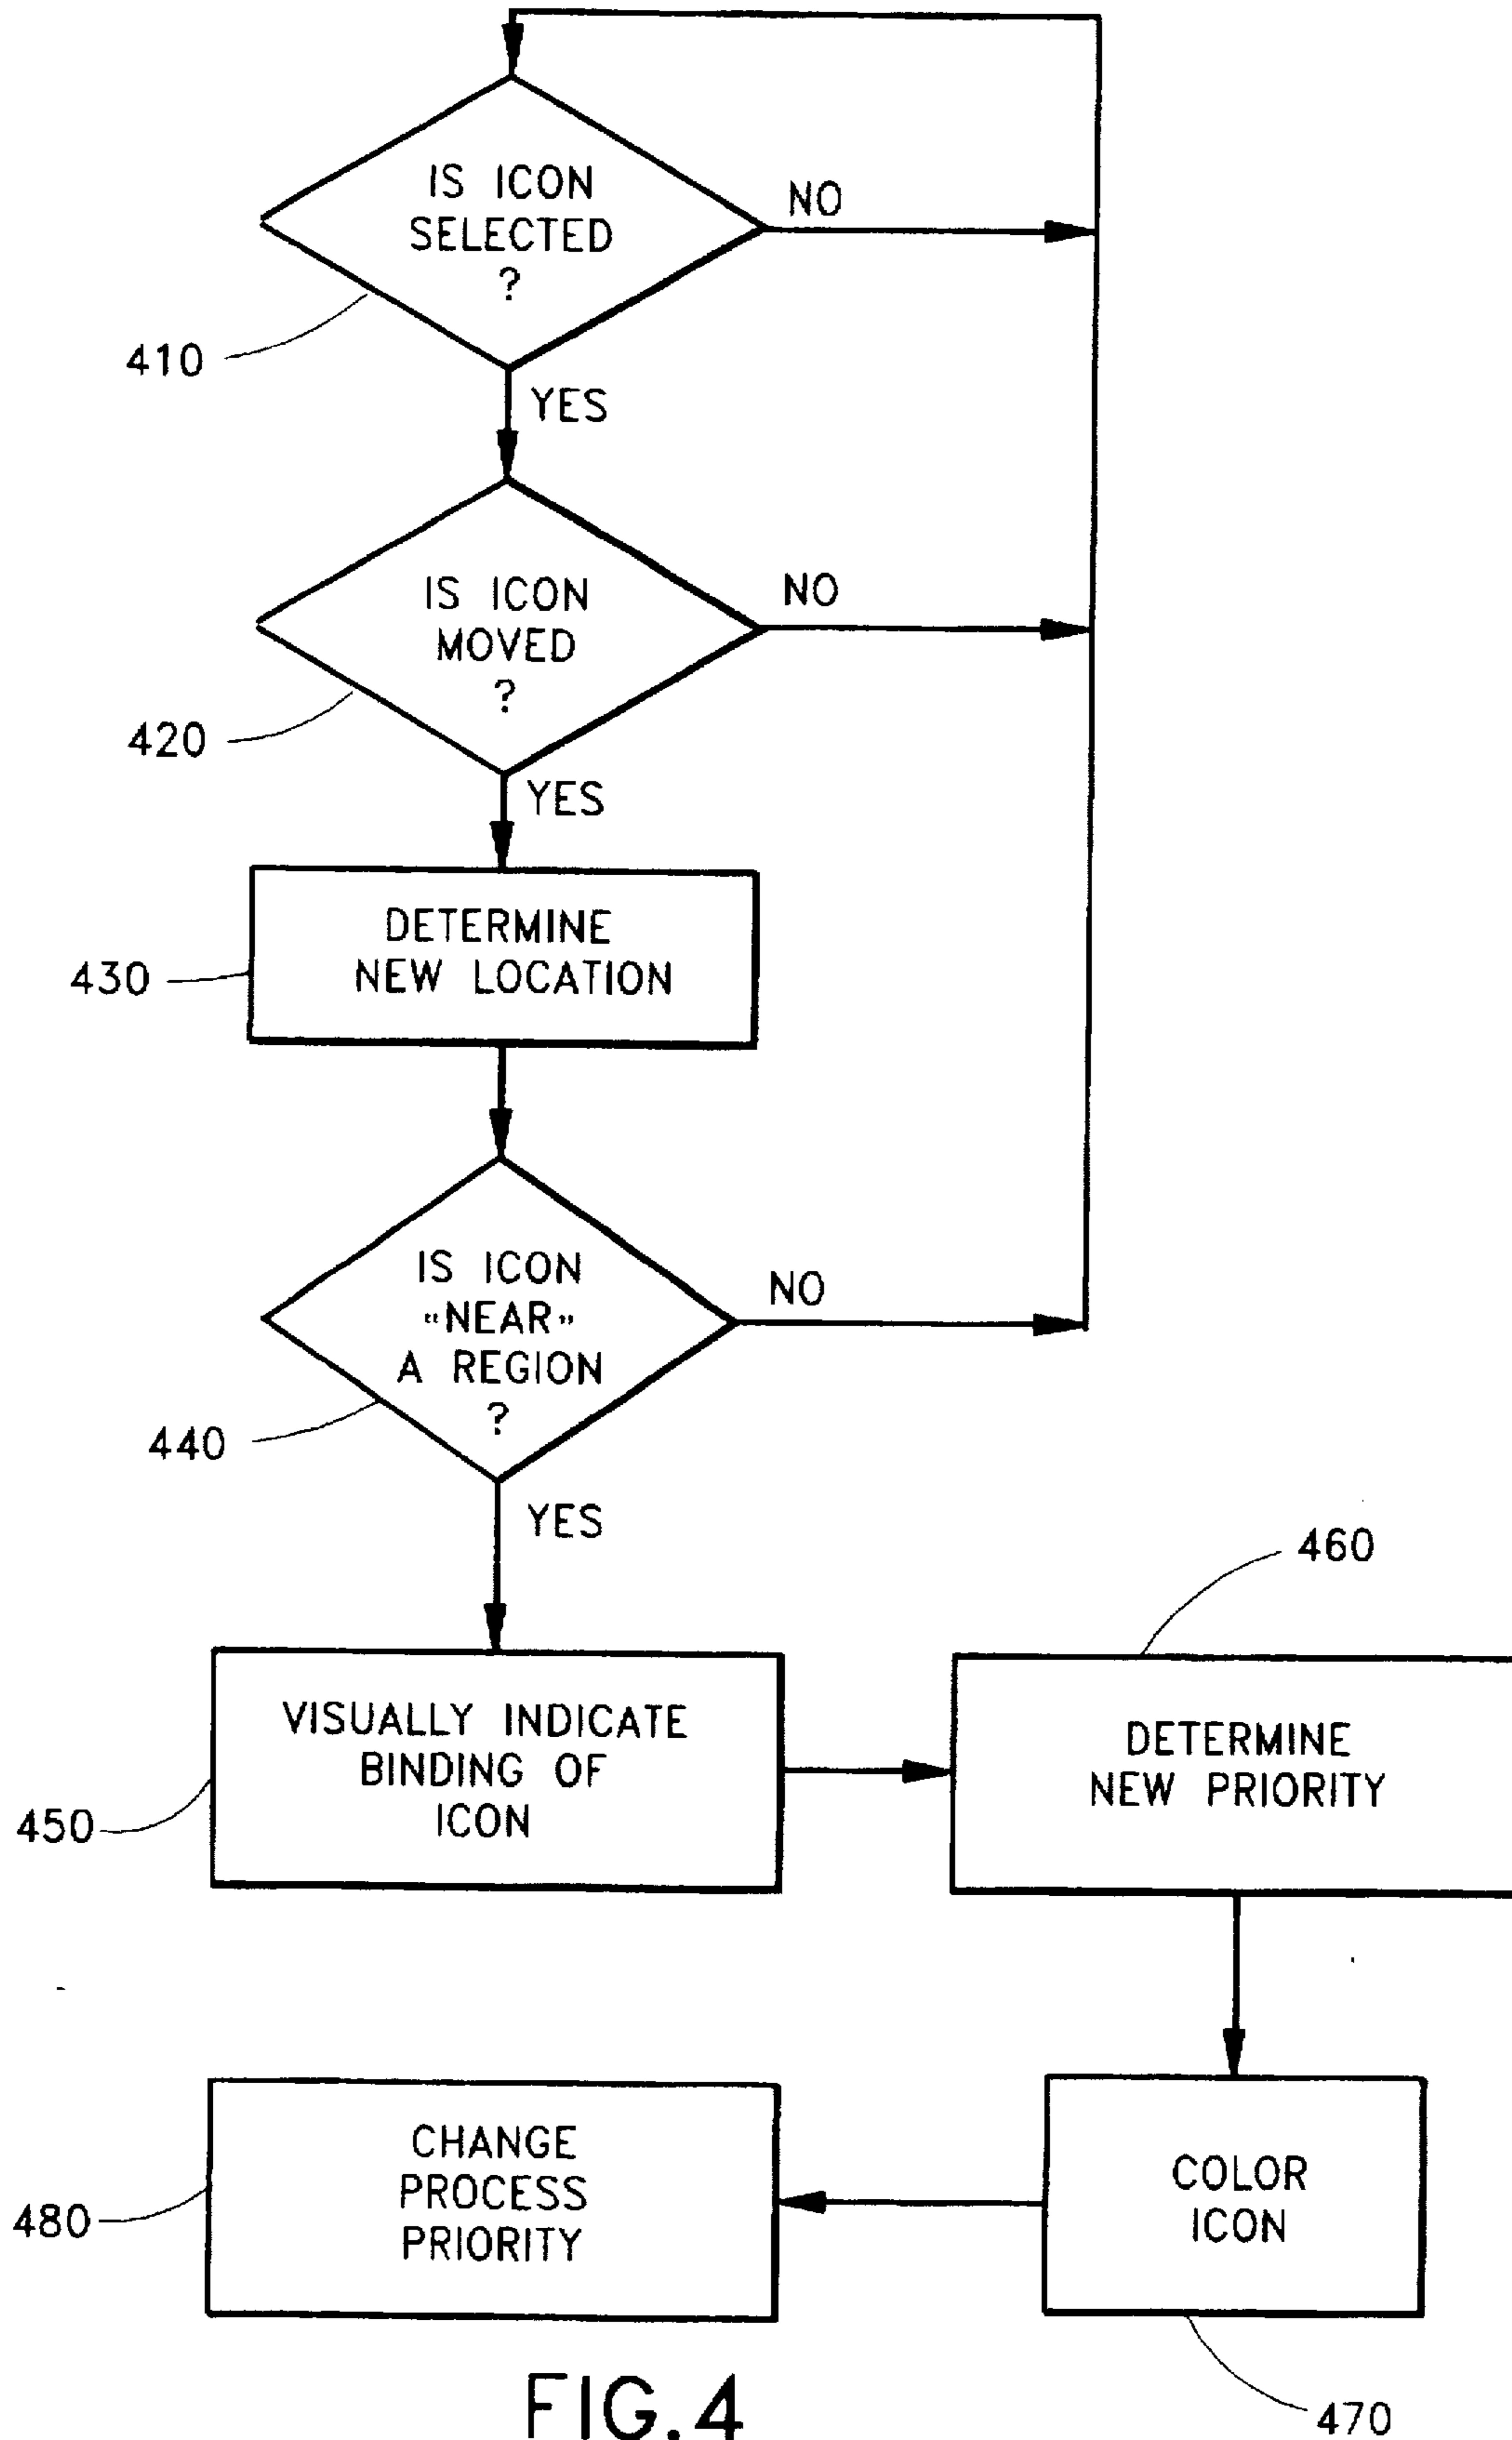 IS ICON
SELECTED
?
NO
410
YES
IS ICON
MOVED
?
NO
420
YES
DETERMINE
NEW LOCATION
430
IS ICON
"NEAR"
A REGION
?
NO
440
YES
460
VISUALLY INDICATE
BINDING OF
ICON
450
DETERMINE
NEW PRIORITY
CHANGE
PROCESS
PRIORITY
480
COLOR
ICON
470
FIG.4